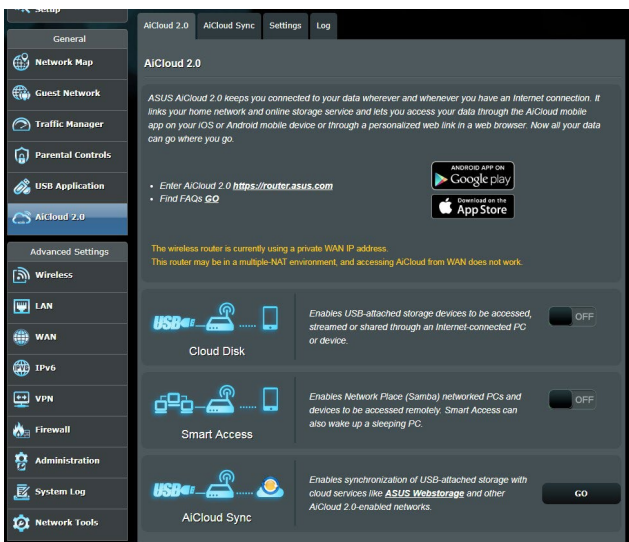 Setup
General
Network Map
Guest Network
Traffic Manager
Parental Controls
USB Application
AiCloud 2.0
Advanced Settings
Wireless
LAN
WAN
IPv6
VPN
Firewall
Administration
System Log
Network Tools
AiCloud 2.0 AiCloud Sync Settings Log
AiCloud 2.0
ASUS AiCloud 2.0 keeps you connected to your data wherever and whenever you have an Internet connection. It
links your home network and online storage service and lets you access your data through the AiCloud mobile
app on your iOS or Android mobile device or through a personalized web link in a web browser. Now all your data
can go where you go.
ANDROID APP ON
Google play
• Enter AiCloud 2.0 https://router.asus.com
• Find FAQs GO
Download on the
App Store
The wireless router is currently using a private WAN IP address.
This router may be in a multiple-NAT environment, and accessing AiCloud from WAN does not work.
USB
Cloud Disk
Enables USB-attached storage devices to be accessed,
streamed or shared through an Internet-connected PC
or device.
OFF
Smart Access
Enables Network Place (Samba) networked PCs and
devices to be accessed remotely. Smart Access can
also wake up a sleeping PC.
OFF
USB
AiCloud Sync
Enables synchronization of USB-attached storage with
cloud services like ASUS Webstorage and other
AiCloud 2.0-enabled networks.
GO